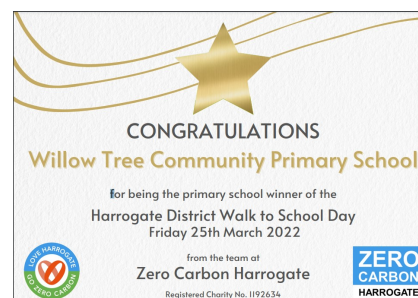 CONGRATULATIONS
Willow Tree Community Primary School
for being the primary school winner of the
Harrogate District Walk to School Day
Friday 25th March 2022
from the team at
Zero Carbon Harrogate
Registered Charity No. 1192634
LOVE HARROGATE
GO ZERO CARBON
ZERO
CARBON
HARROGATE